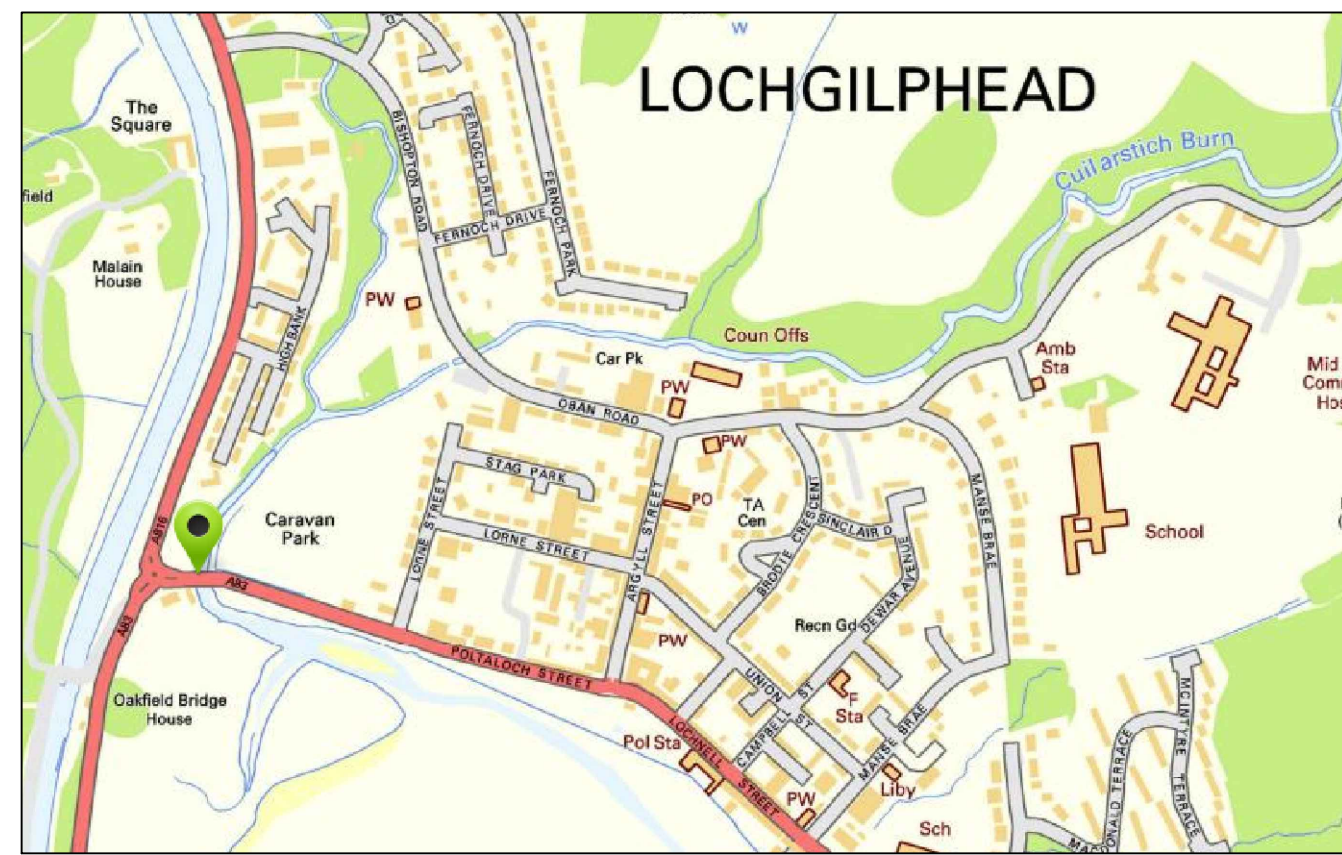 W
LOCHGILPHEAD
The
Square
BISHOPTON ROAD
FERNOCH DRIVE
FERNOCH PARK
FERNOCH DRIVE
Cuilarstich Burn
field
Malain
House
PW
HIGH BANK
Coun Offs
Car Pk
PW
Amb
Sta
Mid
Com
Hos
OBAN ROAD
PW
STAG PARK
LORNE STREET
LORNE STREET
ARGYLL STREET
PO
TA
Cen
BRODIE CRESCENT
SINCLAIR D
DEWAR AVENUE
MANSE BRAE
School
Caravan
Park
A816
A83
A83
POLTALOCH STREET
PW
Recn Gd
Oakfield Bridge
House
UNION ST
CAMPBELL ST
F
Sta
MANSE BRAE
Pol Sta
LOCHNELL STREET
PW
Liby
Sch
MCINTYRE TERRACE
MACDONALD TERRACE